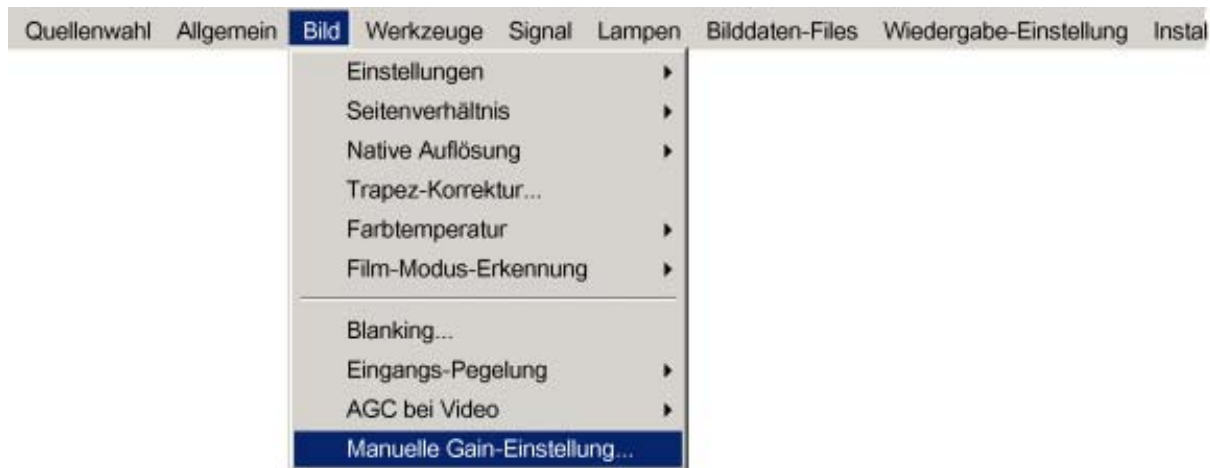 Quellenwahl Allgemein Bild Werkzeuge Signal Lampen Bilddaten-Files Wiedergabe-Einstellung Instal
Einstellungen
Seitenverhältnis
Native Auflösung
Trapez-Korrektur...
Farbtemperatur
Film-Modus-Erkennung
Blanking...
Eingangs-Pegelung
AGC bei Video
Manuelle Gain-Einstellung...